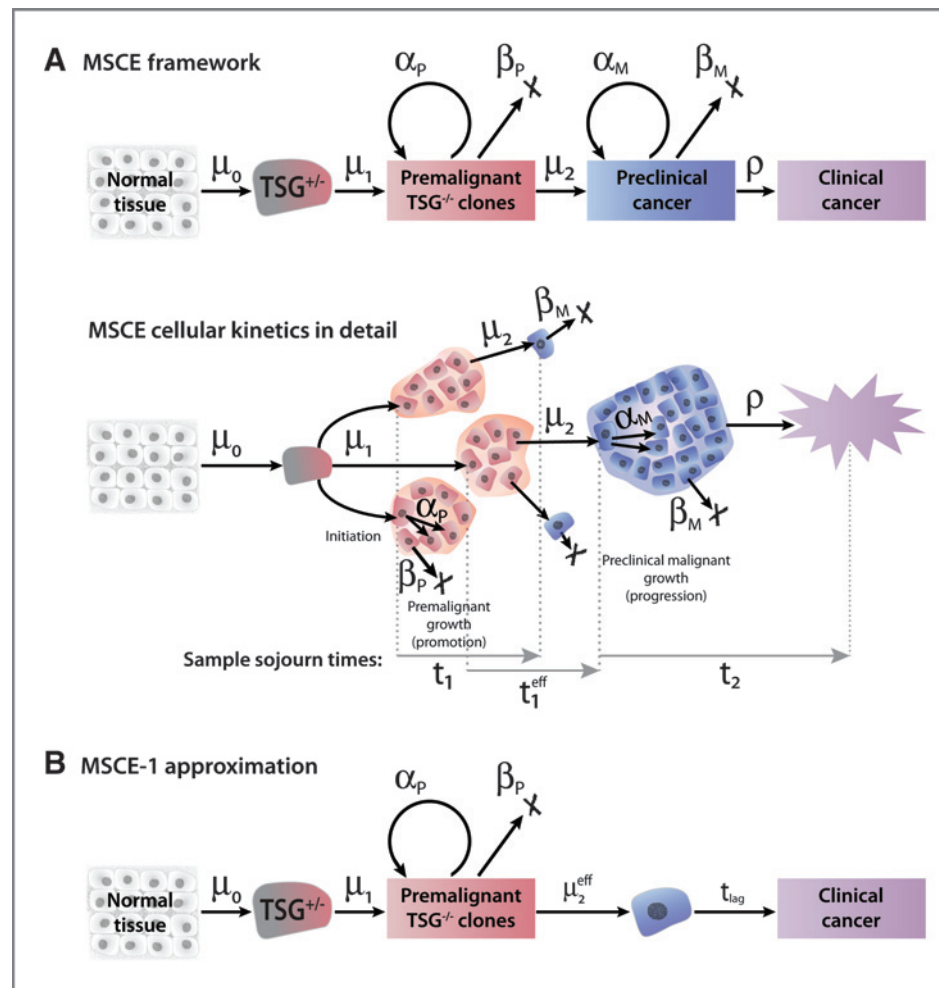 A MSCE framework
αP βP αM βM
X X
Normal tissue μ0 TSG+/- μ1 Premalignant TSG-/- clones μ2 Preclinical cancer ρ Clinical cancer
MSCE cellular kinetics in detail
μ2 βM X
μ0 μ1 μ2 αM ρ
αP X βM X
Initiation
βP X
Premalignant
growth
(promotion)
Preclinical malignant
growth
(progression)
Sample sojourn times: t1 t1eff t2
B MSCE-1 approximation
αP βP X
Normal tissue μ0 TSG+/- μ1 Premalignant TSG-/- clones μ2eff tlag Clinical cancer